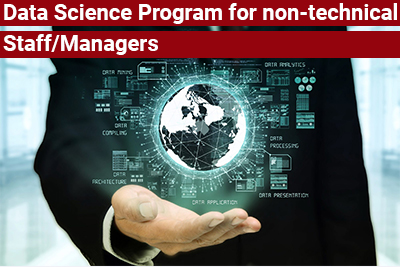 Data Science Program for non-technical
Staff/Managers
DATA MINING
DATA ANALYTICS
DATA
COMPILING
DATA
PROCESSING
DATA
ARCHITECTURE
DATA PRESENTATION
DATA APPLICATION